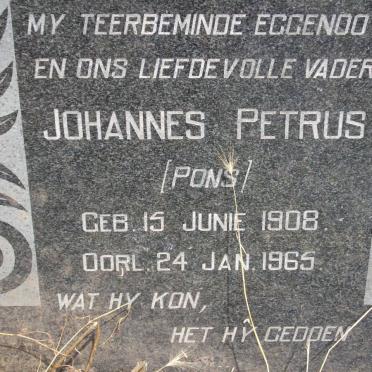 MY TEERBEMINDE EGGENOO
EN ONS LIEFDEVOLLE VADER
JOHANNES PETRUS
[PONS]
GEB. 15 JUNIE 1908
OORL. 24 JAN. 1965
WAT HY KON,
HET HY GEDOEN